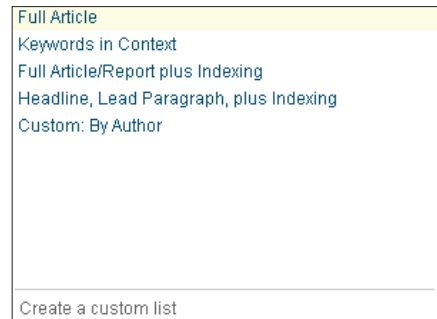 Full Article
Keywords in Context
Full Article/Report plus Indexing
Headline, Lead Paragraph, plus Indexing
Custom: By Author
Create a custom list